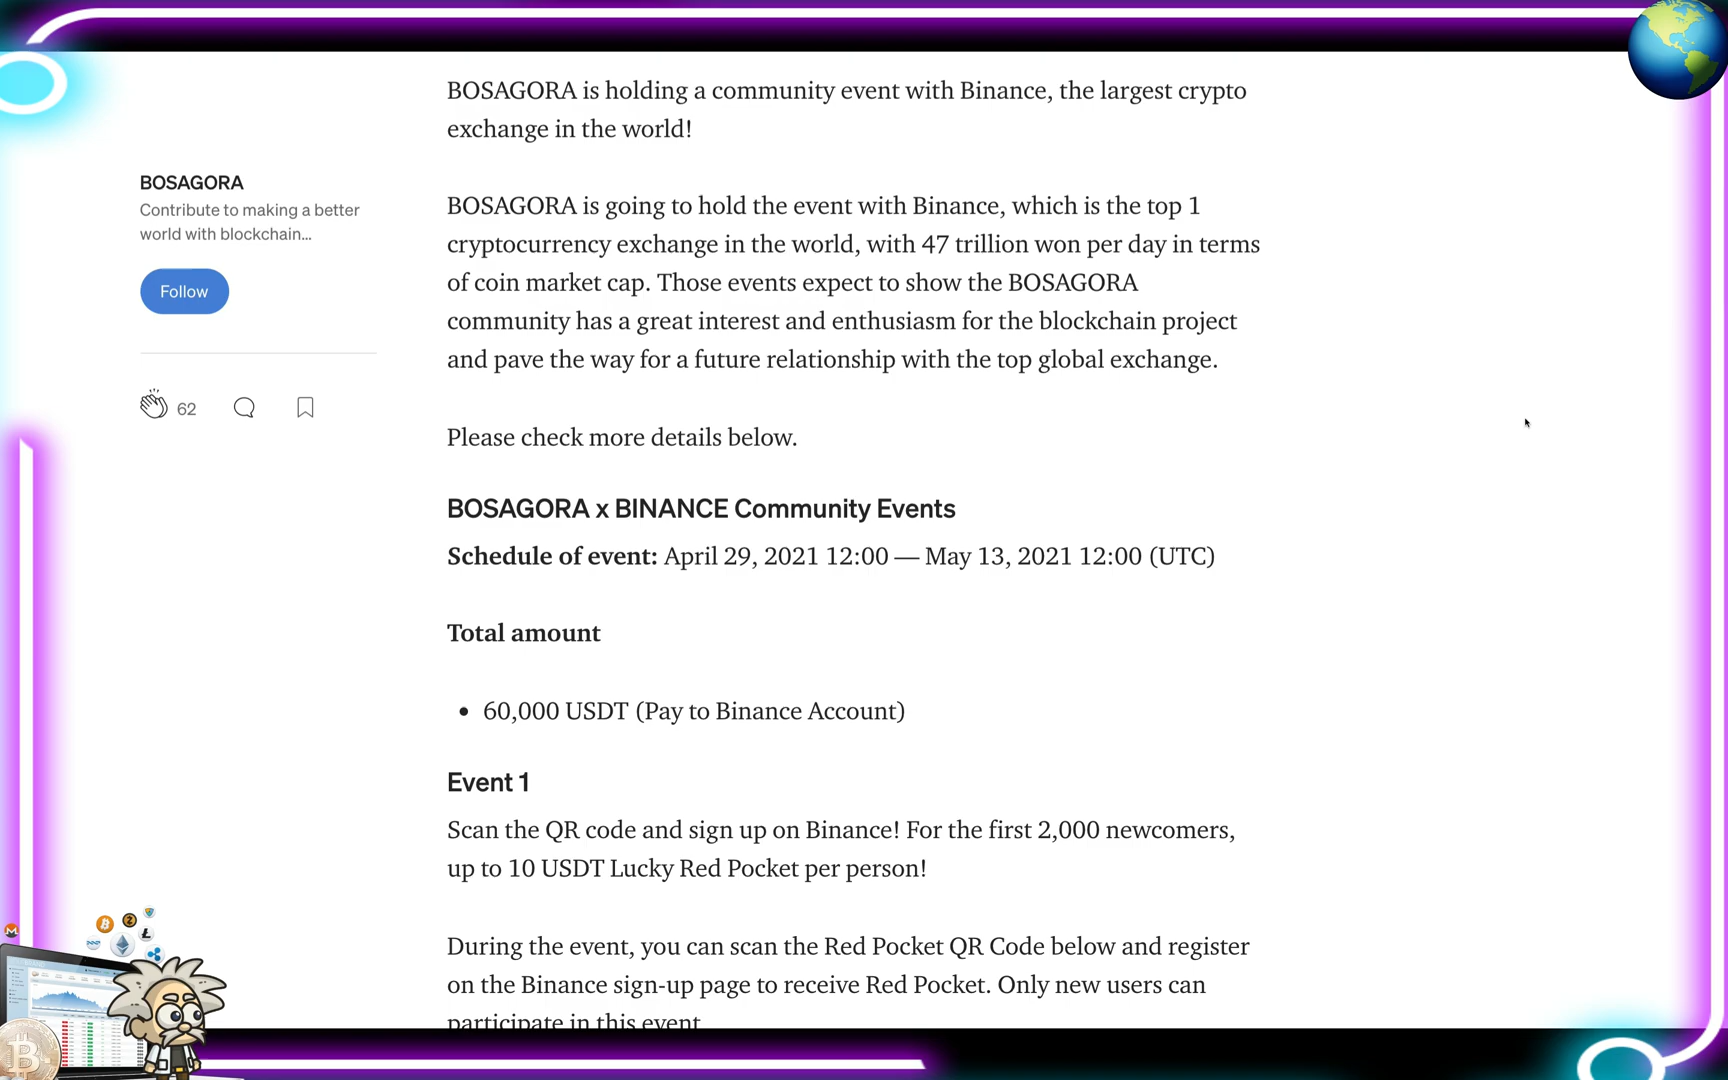 BOSAGORA is holding a community event with Binance, the largest crypto
exchange in the world!
BOSAGORA
Contribute to making a better
world with blockchain...
Follow
62
BOSAGORA is going to hold the event with Binance, which is the top 1
cryptocurrency exchange in the world, with 47 trillion won per day in terms
of coin market cap. Those events expect to show the BOSAGORA
community has a great interest and enthusiasm for the blockchain project
and pave the way for a future relationship with the top global exchange.
Please check more details below.
BOSAGORA x BINANCE Community Events
Schedule of event: April 29, 2021 12:00 — May 13, 2021 12:00 (UTC)
Total amount
• 60,000 USDT (Pay to Binance Account)
Event 1
Scan the QR code and sign up on Binance! For the first 2,000 newcomers,
up to 10 USDT Lucky Red Pocket per person!
During the event, you can scan the Red Pocket QR Code below and register
on the Binance sign-up page to receive Red Pocket. Only new users can
participate in this event